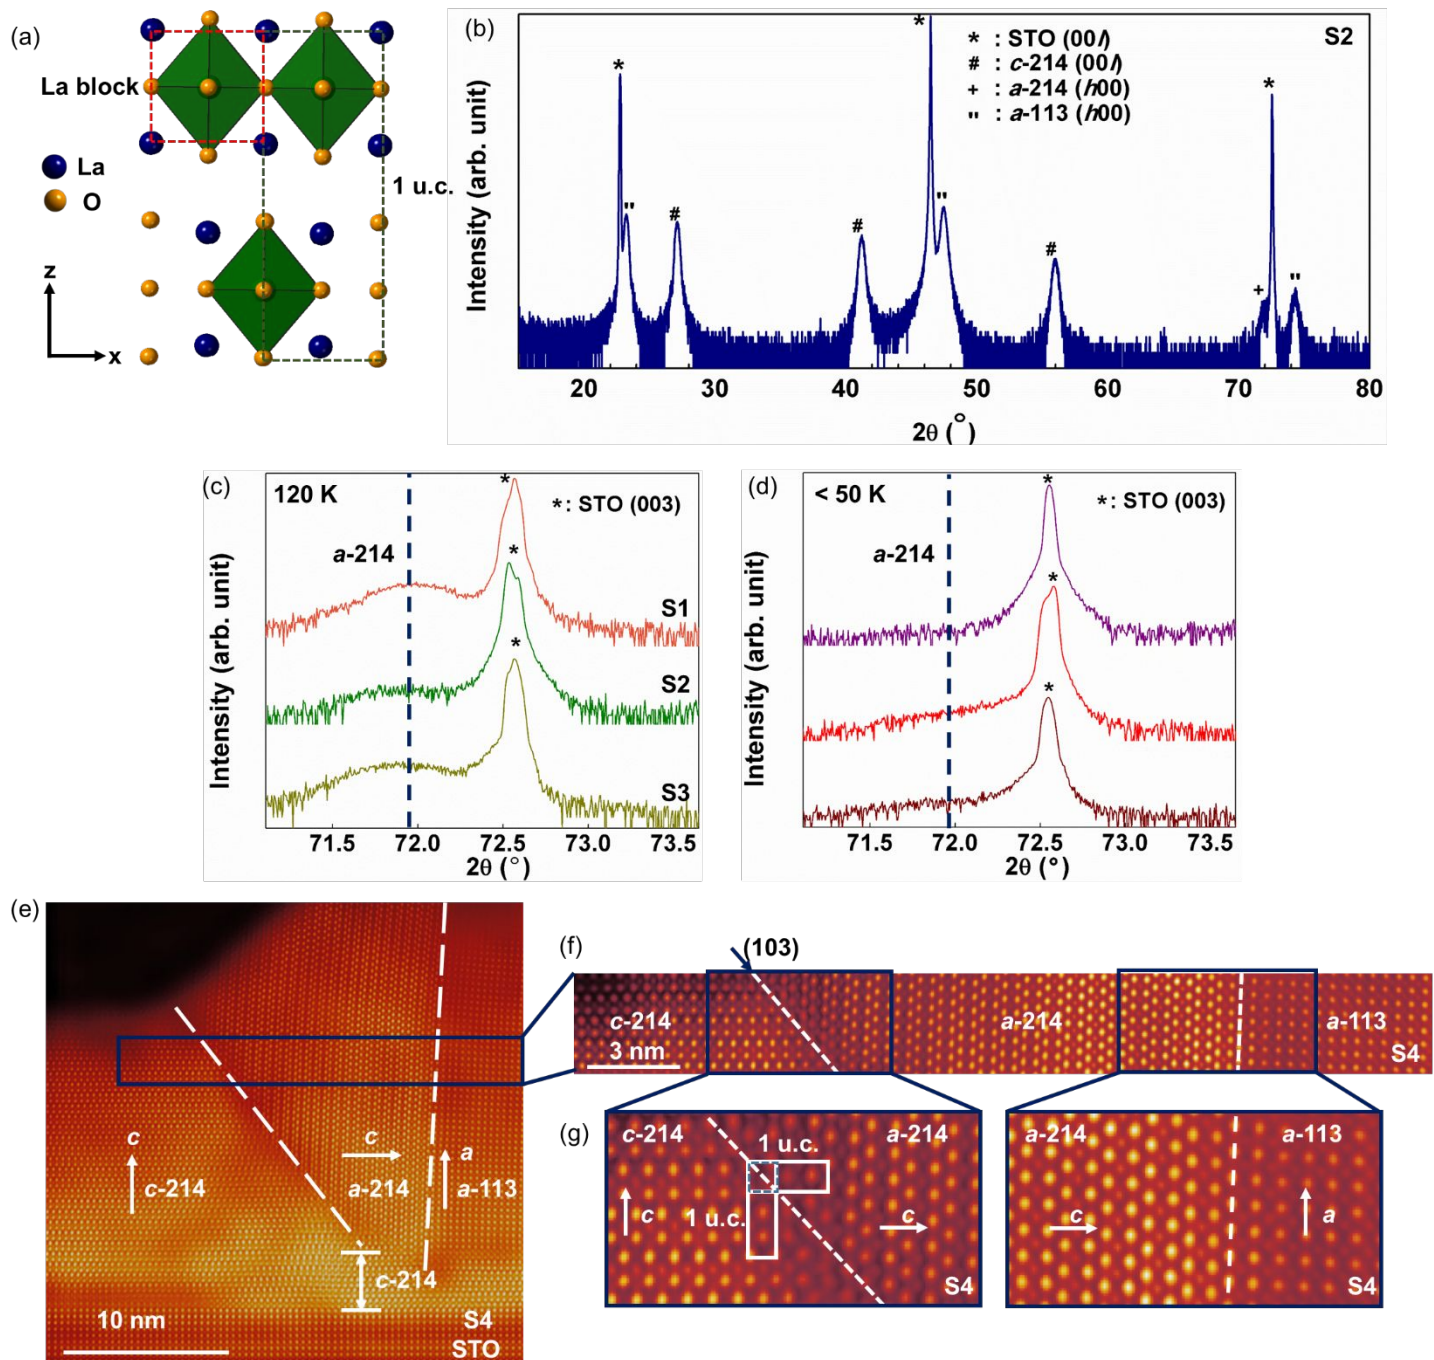 (a)
La block
La
O
1 u.c.
z
x
(b)
S2
* : STO (00l)
# : c-214 (00l)
+ : a-214 (h00)
" : a-113 (h00)
*
"
#
#
*
"
#
+
*
"
Intensity (arb. unit)
20 30 40 50 60 70 80
2θ (°)
(c)
120 K
*: STO (003)
a-214
*
*
*
S1
S2
S3
Intensity (arb. unit)
71.5 72.0 72.5 73.0 73.5
2θ (°)
(d)
< 50 K
*: STO (003)
a-214
*
*
*
Intensity (arb. unit)
71.5 72.0 72.5 73.0 73.5
2θ (°)
(e)
c
c-214
c
a-214
a
a-113
c-214
10 nm
S4
STO
(f)
(103)
c-214
3 nm
a-214
a-113
S4
(g)
c-214
a-214
1 u.c.
1 u.c.
c
c
S4
a-214
a-113
c
a
S4